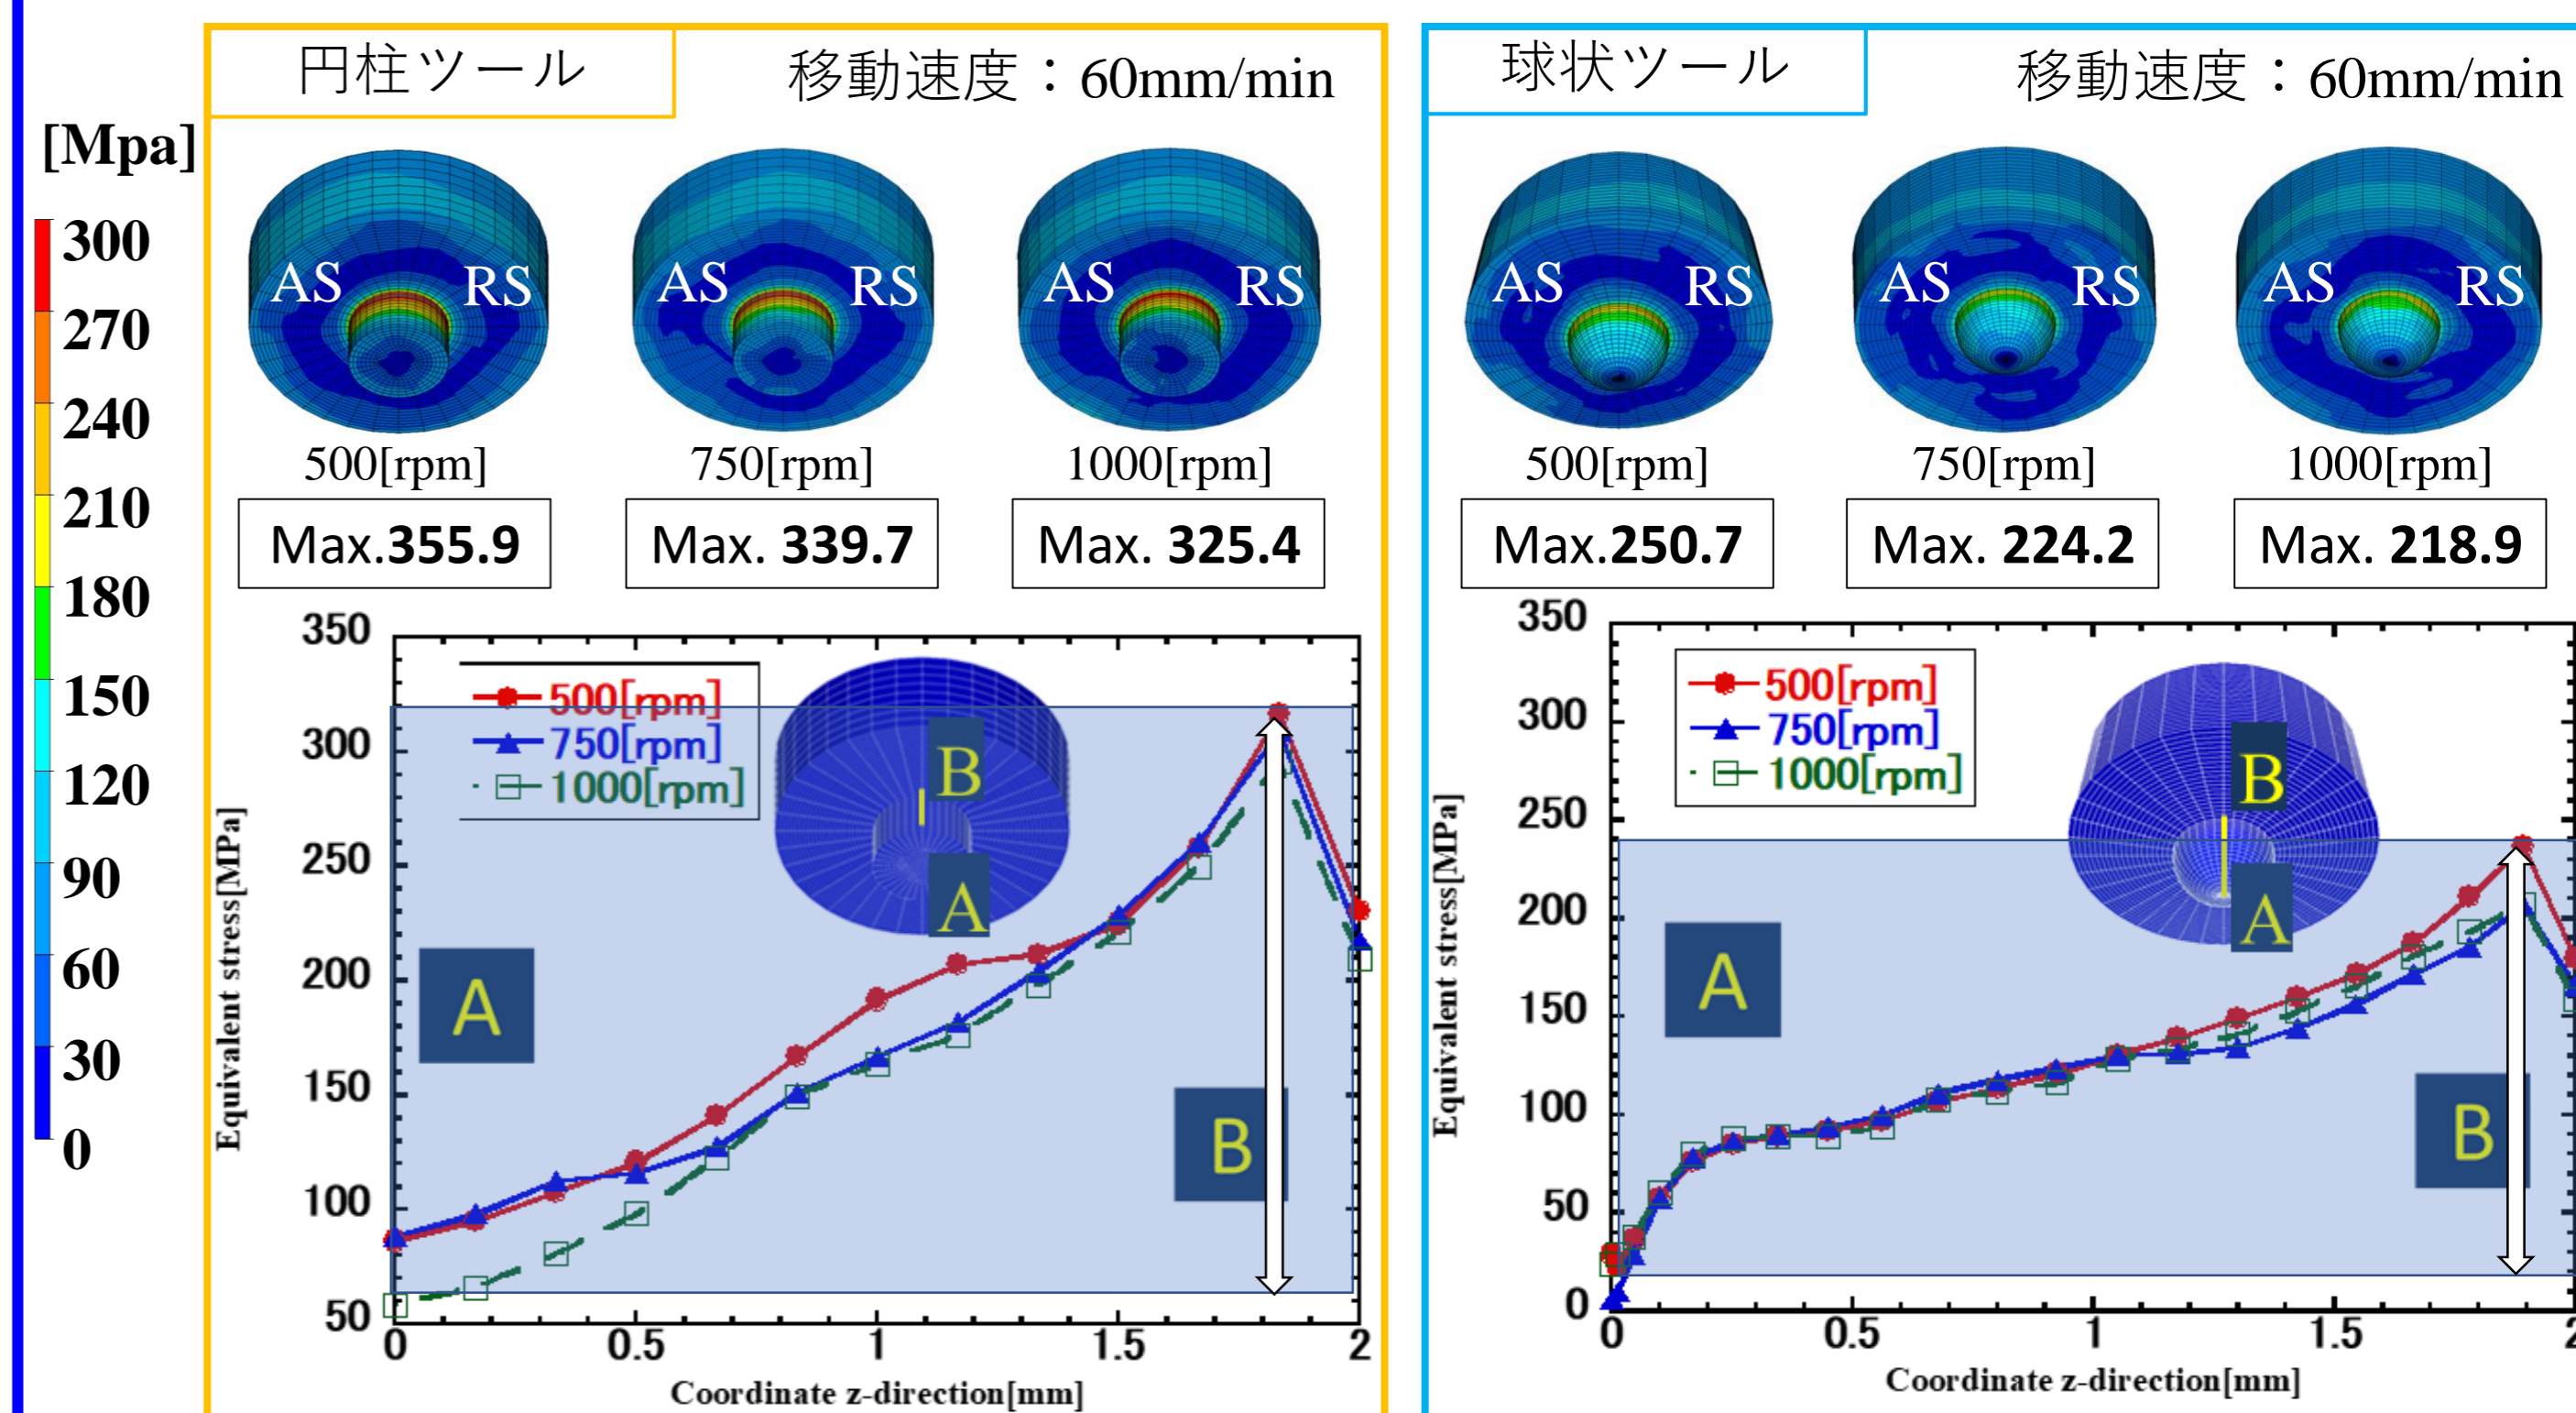 [Mpa]
300
270
240
210
180
150
120
90
60
30
0
円柱ツール
移動速度：60mm/min
AS RS
AS RS
AS RS
500[rpm]
750[rpm]
1000[rpm]
Max.355.9
Max. 339.7
Max. 325.4
350
300
250
200
150
100
50
Equivalent stress[MPa]
500[rpm]
750[rpm]
1000[rpm]
B
A
A
B
0 0.5 1 1.5 2
Coordinate z-direction[mm]
球状ツール
移動速度：60mm/min
AS RS
AS RS
AS RS
500[rpm]
750[rpm]
1000[rpm]
Max.250.7
Max. 224.2
Max. 218.9
350
300
250
200
150
100
50
0
Equivalent stress[MPa]
500[rpm]
750[rpm]
1000[rpm]
B
A
A
B
0 0.5 1 1.5 2
Coordinate z-direction[mm]